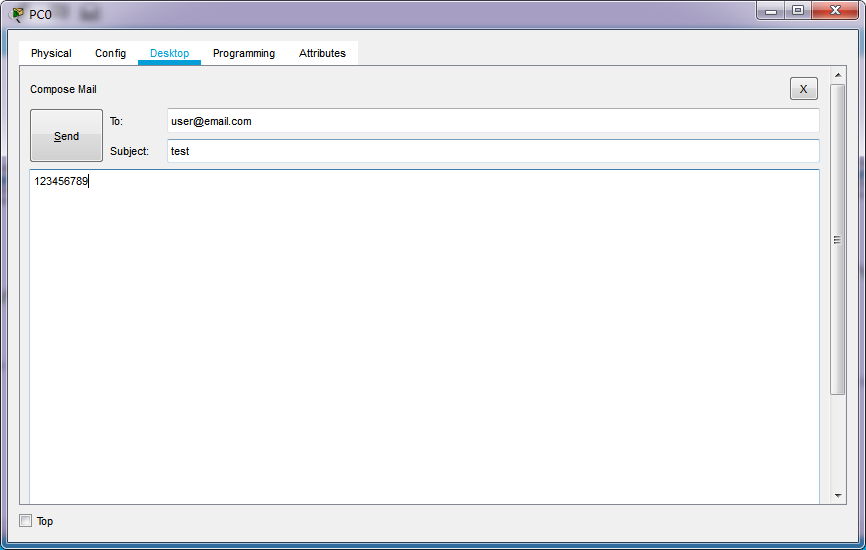 PC0
Physical Config Desktop Programming Attributes
Compose Mail
X
Send
To: user@email.com
Subject: test
123456789
Top